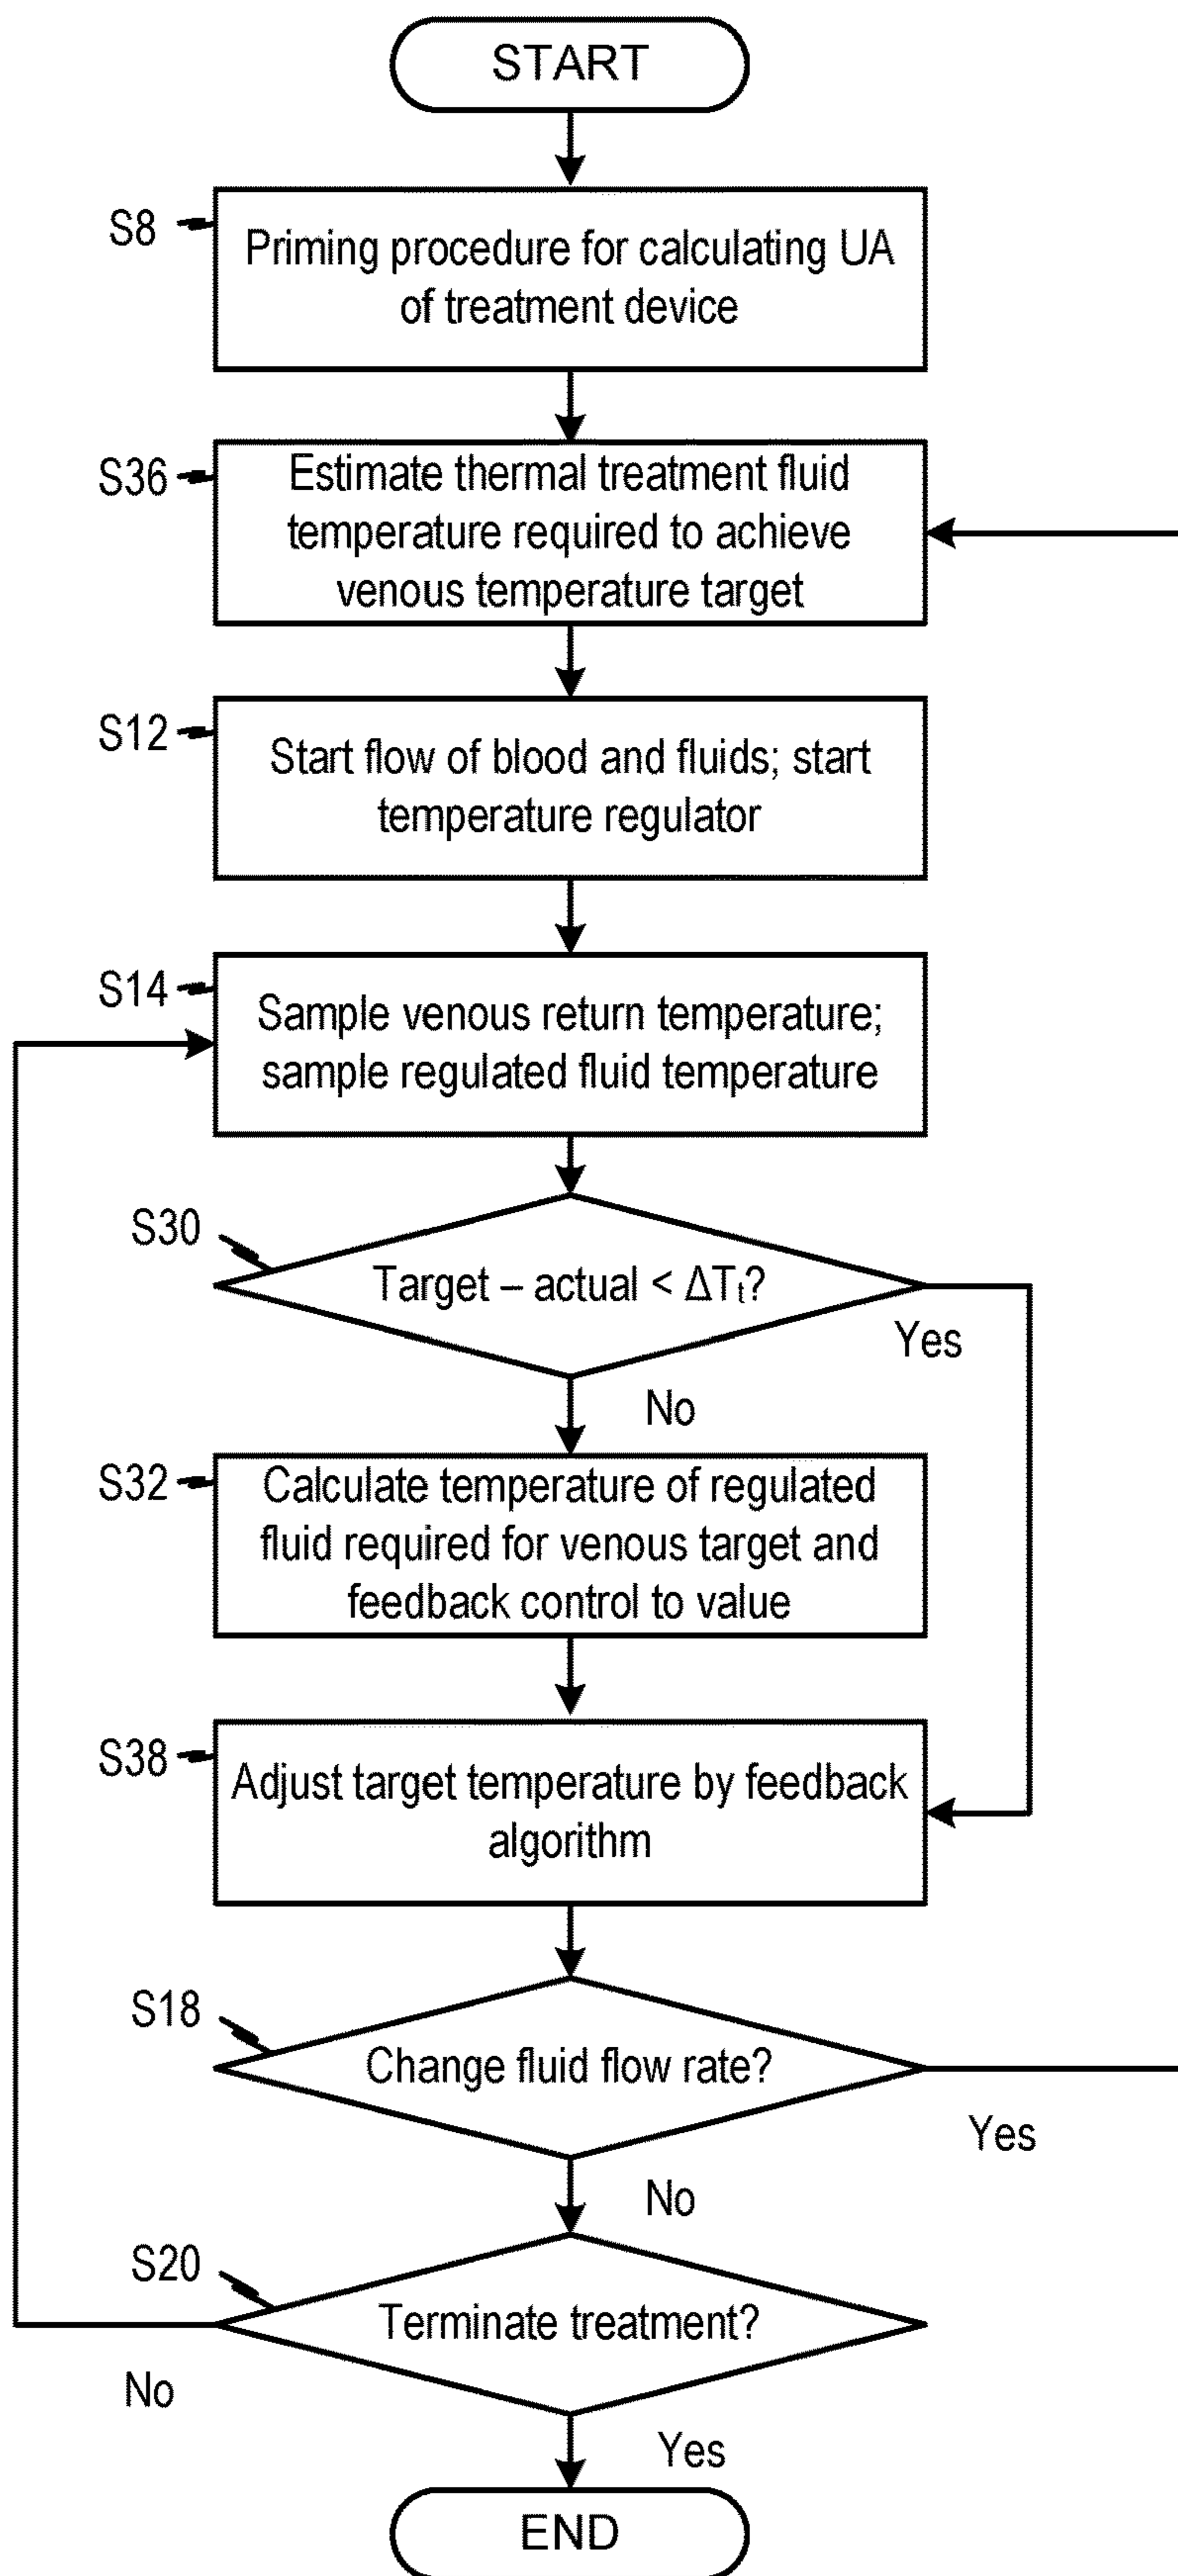 START
S8
Priming procedure for calculating UA
of treatment device
S36
Estimate thermal treatment fluid
temperature required to achieve
venous temperature target
S12
Start flow of blood and fluids; start
temperature regulator
S14
Sample venous return temperature;
sample regulated fluid temperature
S30
Target – actual < ΔTₜ?
Yes
No
S32
Calculate temperature of regulated
fluid required for venous target and
feedback control to value
S38
Adjust target temperature by feedback
algorithm
S18
Change fluid flow rate?
Yes
No
S20
Terminate treatment?
No
Yes
END